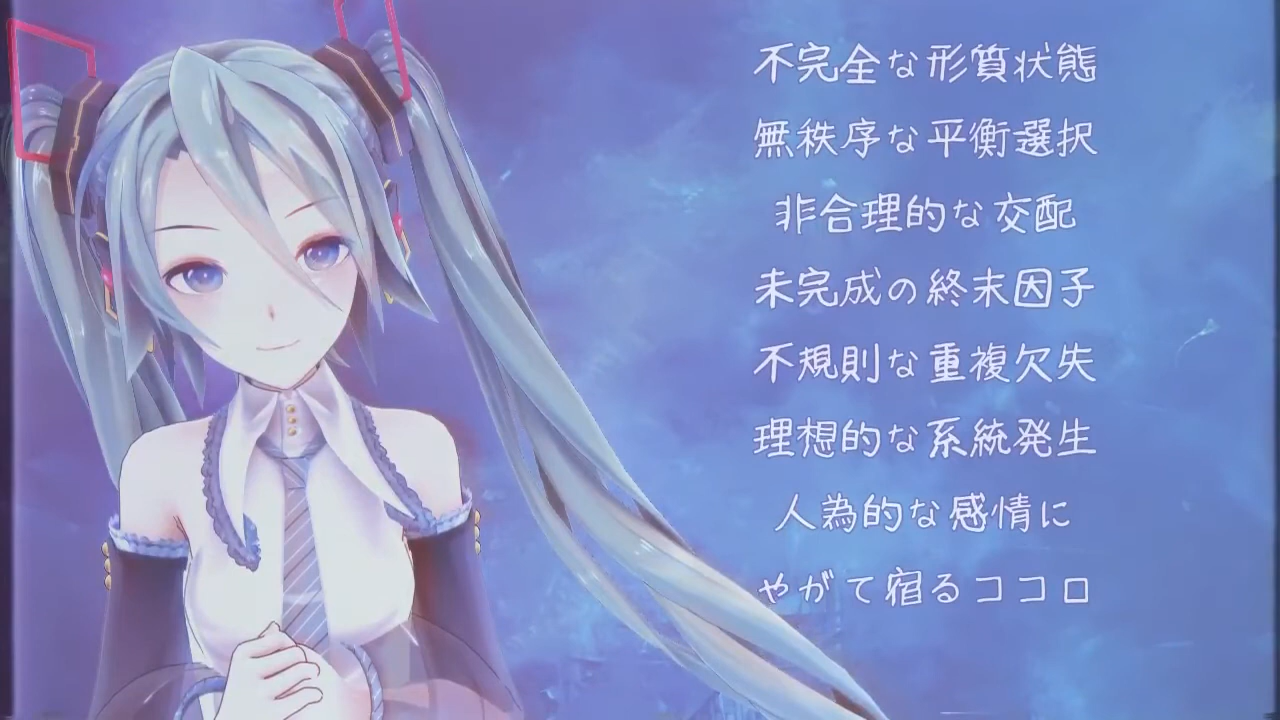 不完全な形質状態
無秩序な平衡選択
非合理的な交配
未完成の終末因子
不規則な重複欠失
理想的な系統発生
人為的な感情に
やがて宿るココロ